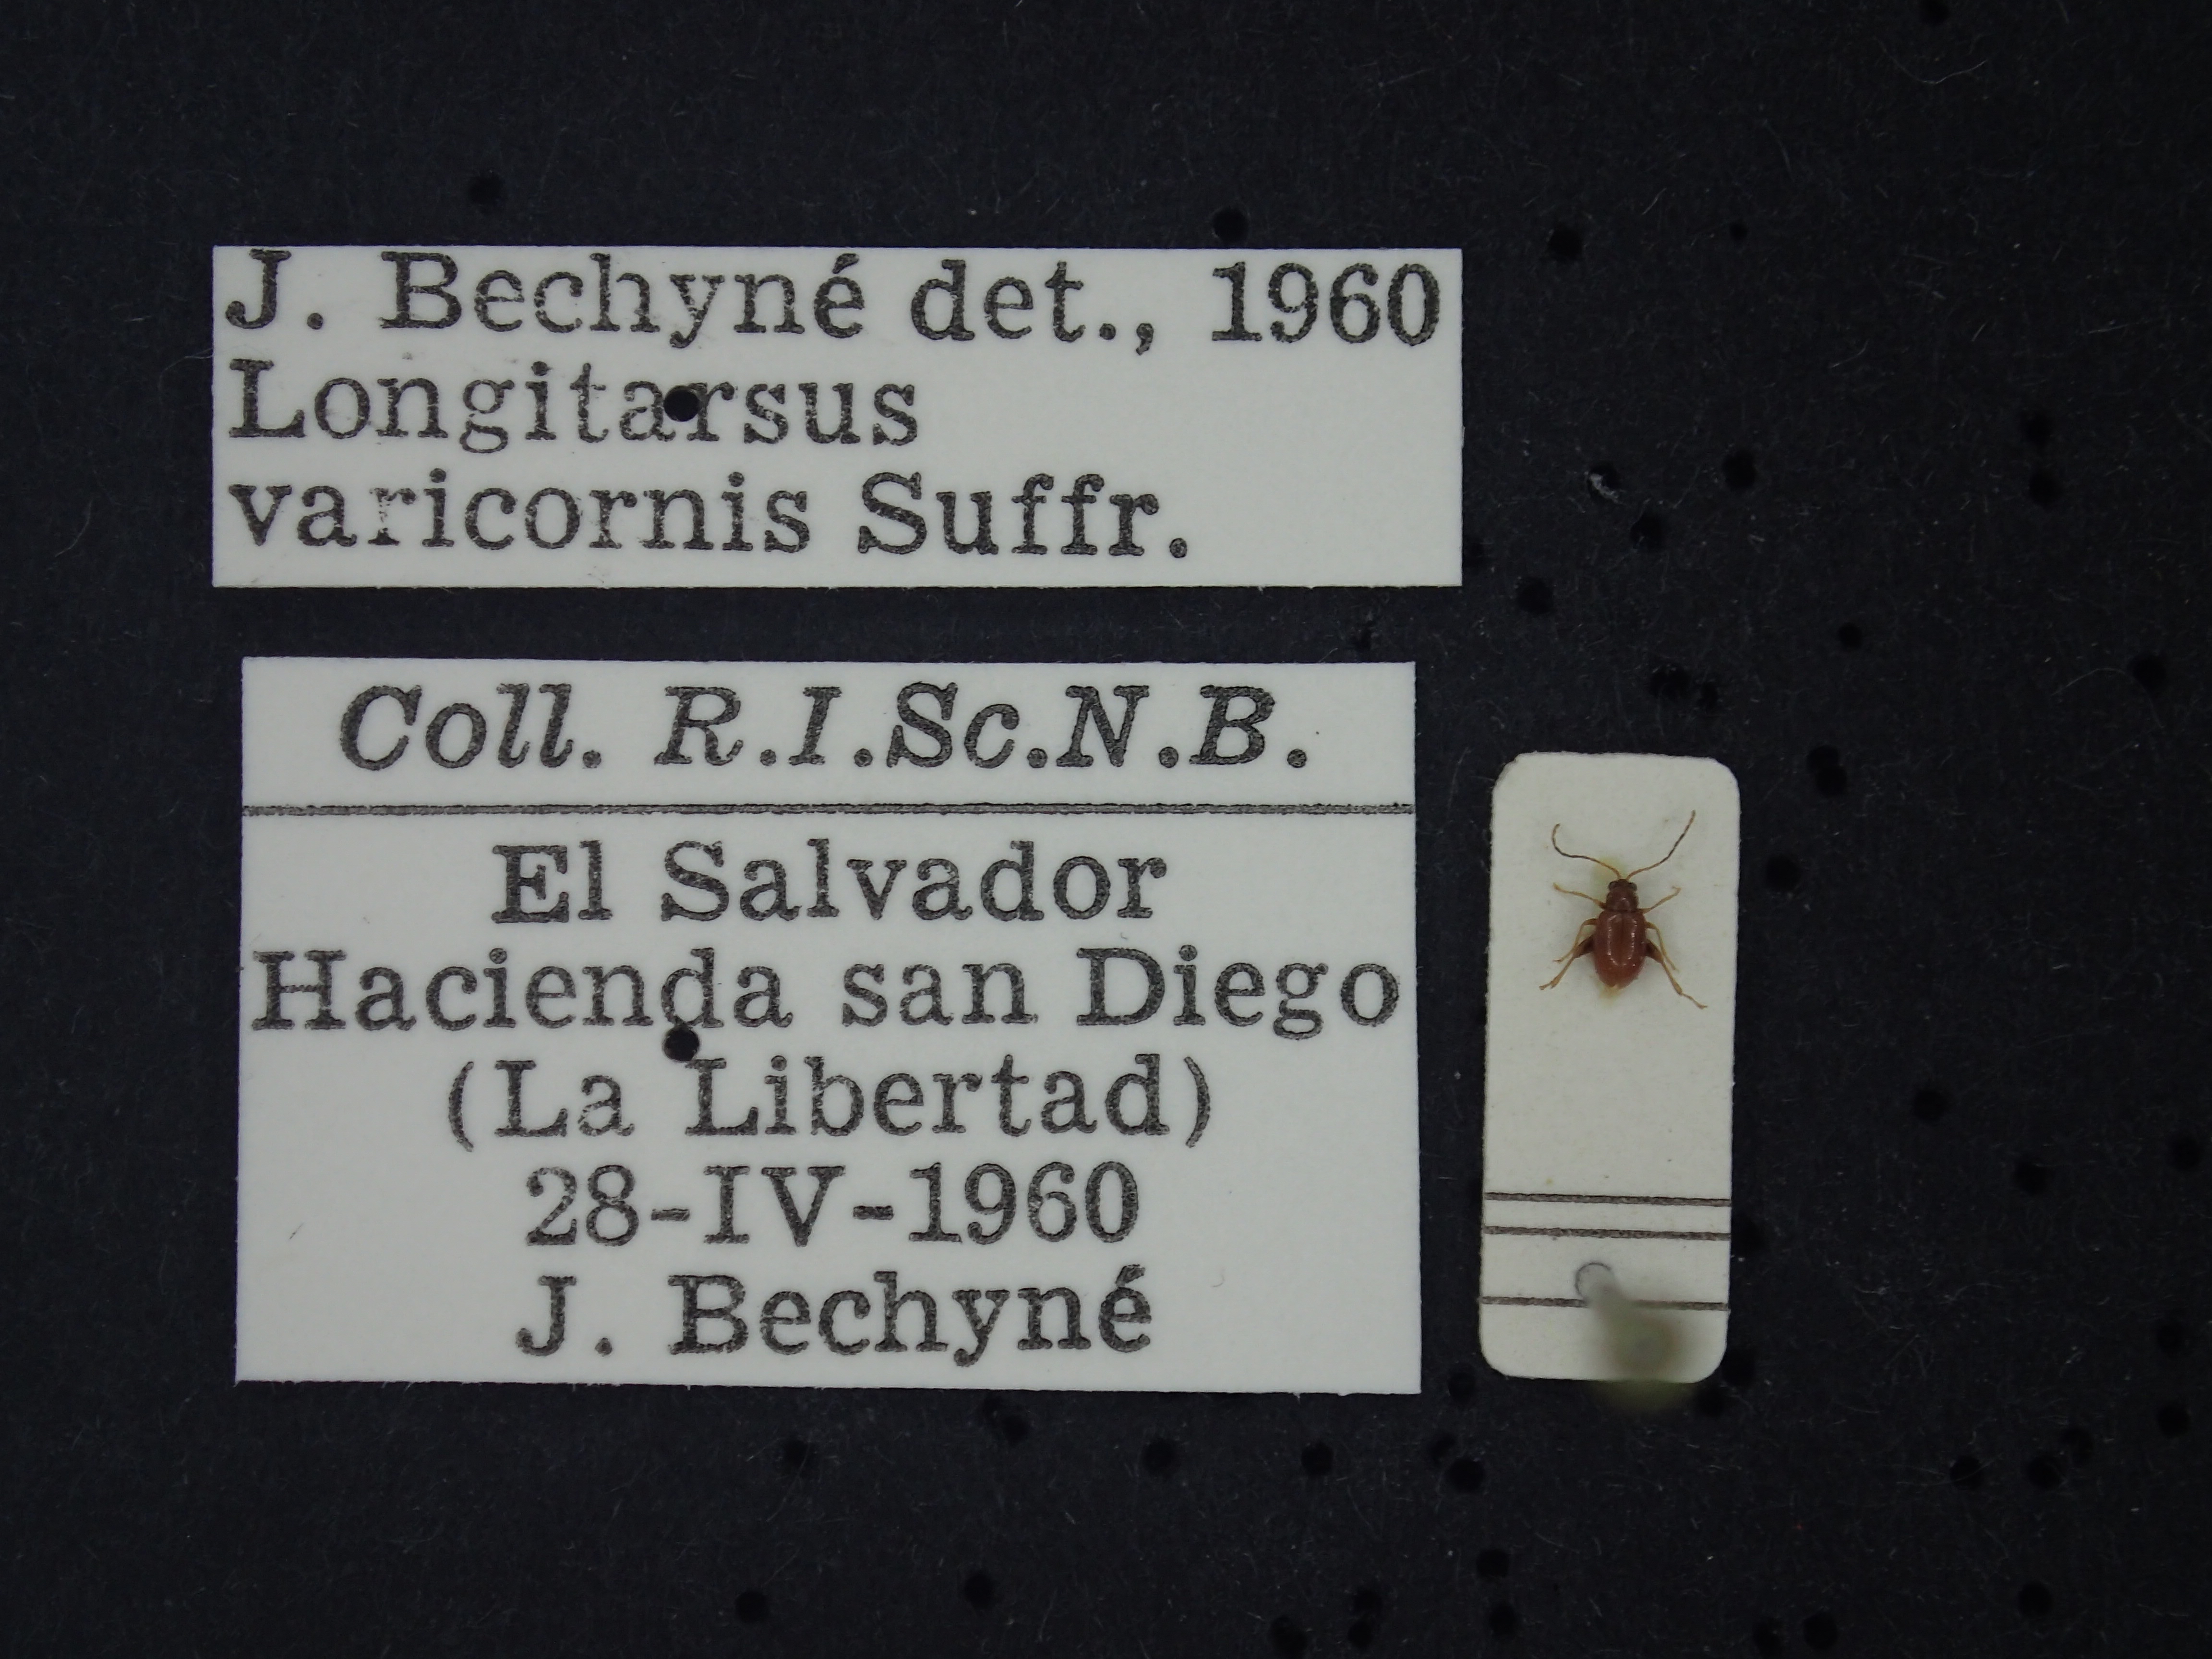 J. Bechyné det., 1960
Longitarsus
varicornis Suffr.
Coll. R.I.Sc.N.B.
El Salvador
Hacienda san Diego
(La Libertad)
28-IV-1960
J. Bechyné